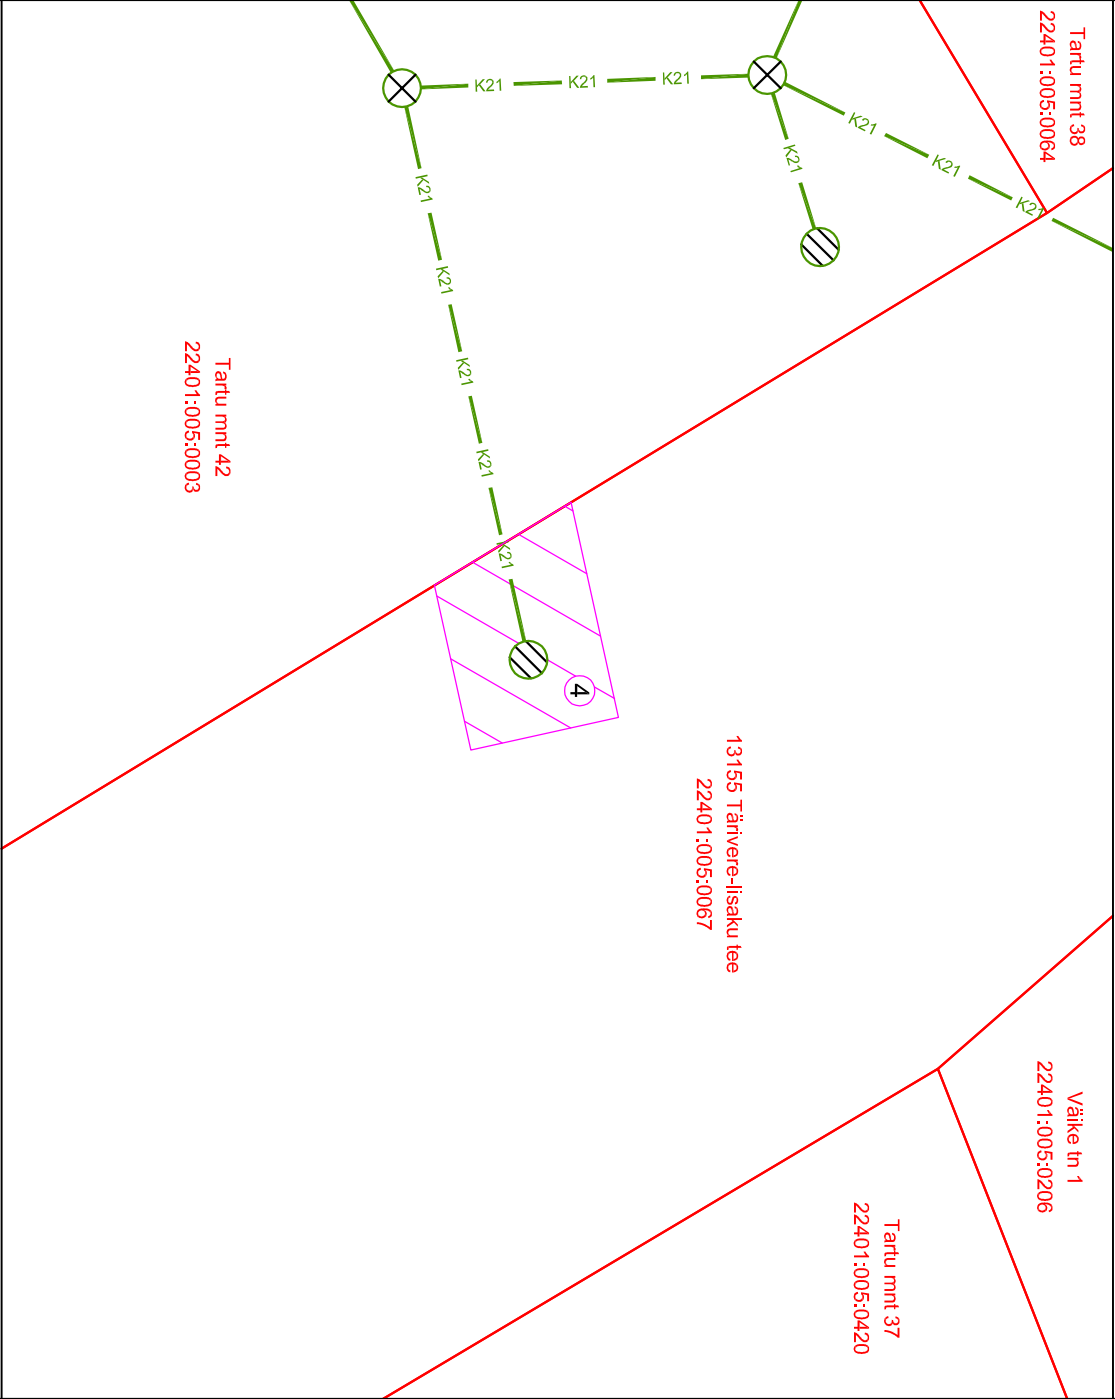 Tartu mnt 38
22401:005:0064
K21
K21
K21
K21
K21
K21
K21
K21
K21
K21
K21
K21
Tartu mnt 42
22401:005:0003
4
13155 Tärivere-Iisaku tee
22401:005:0067
Väike tn 1
22401:005:0206
Tartu mnt 37
22401:005:0420